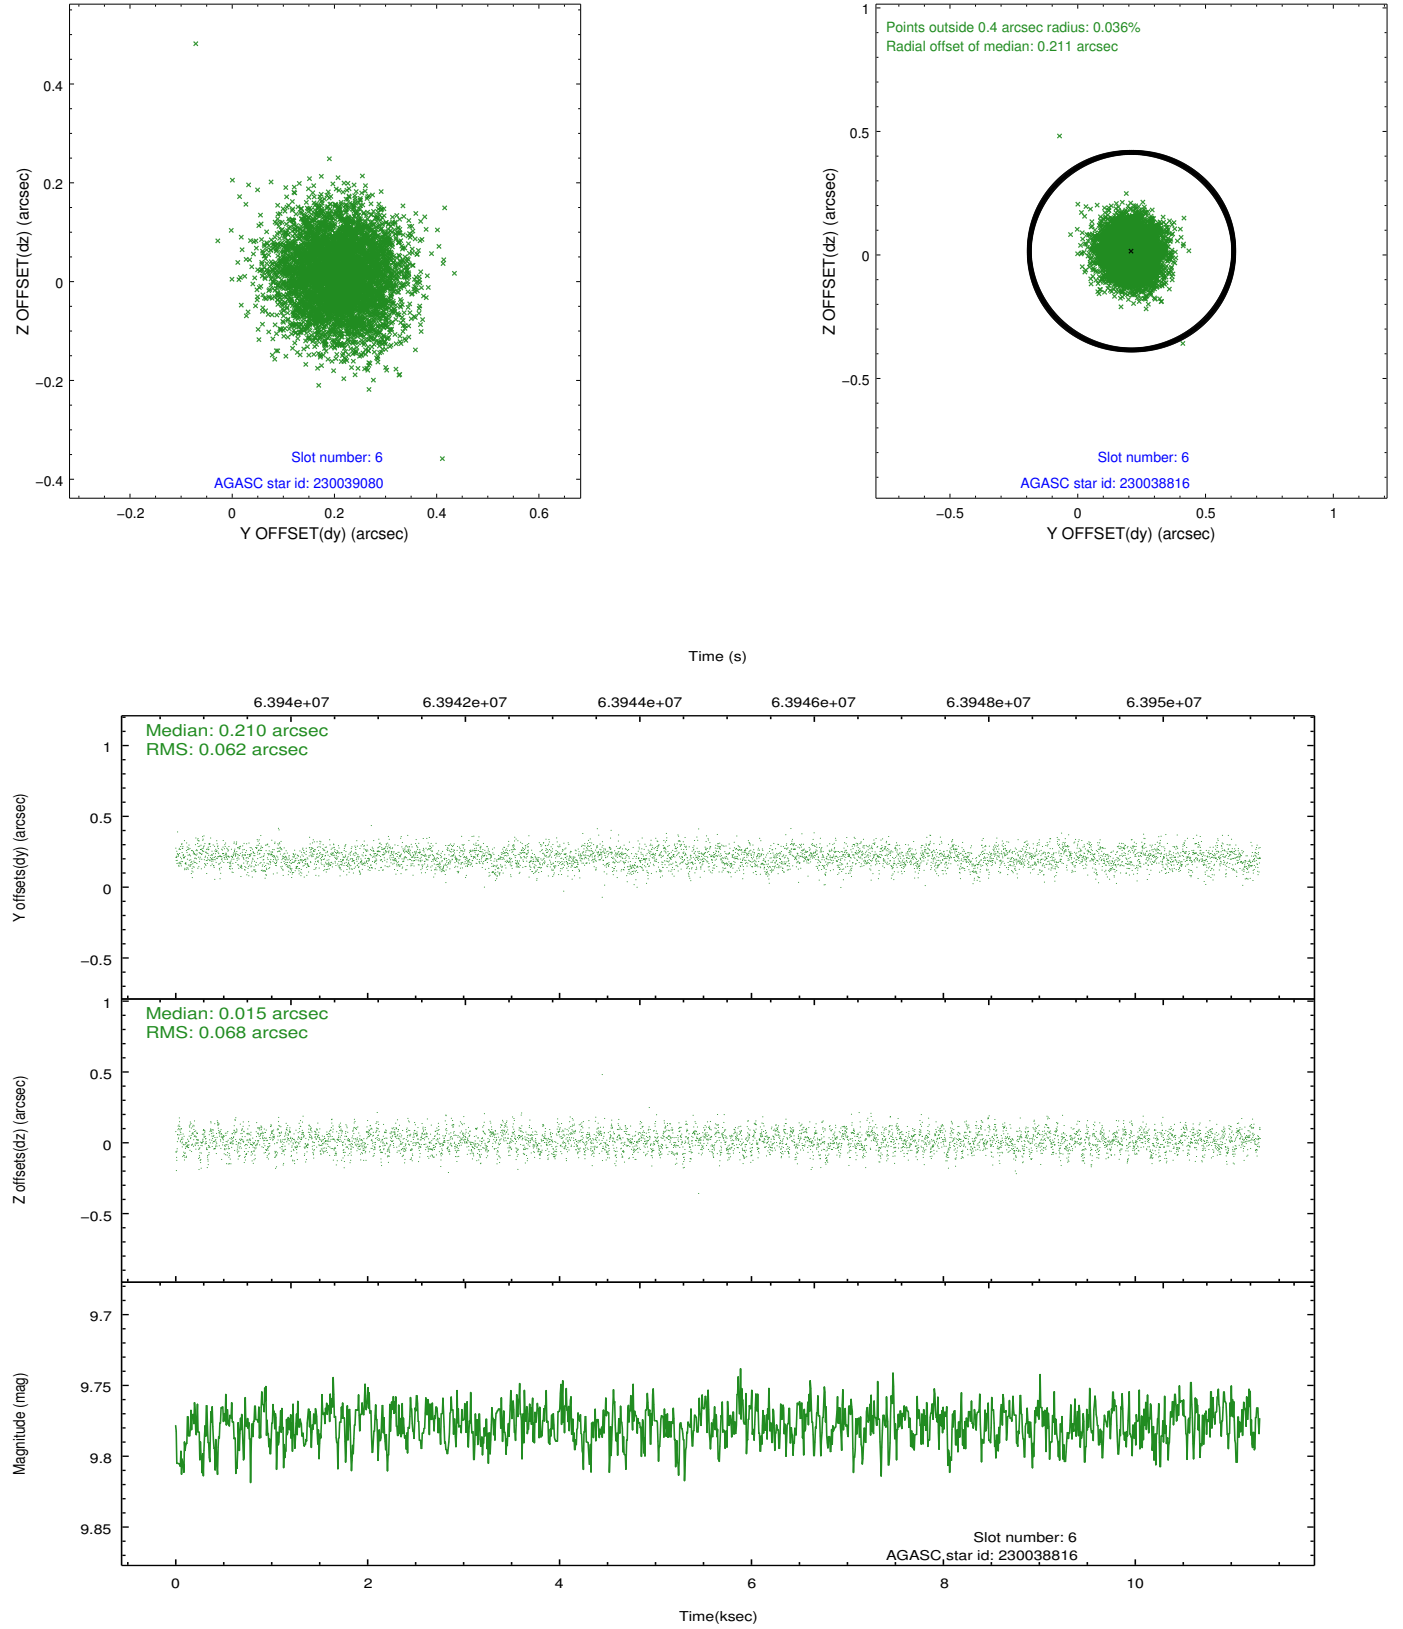 0.4
0.2
0
−0.2
−0.4
Z OFFSET(dz) (arcsec)
Slot number: 6
AGASC star id: 230039080
−0.2
0
0.2
0.4
0.6
Y OFFSET(dy) (arcsec)
Points outside 0.4 arcsec radius: 0.036%
Radial offset of median: 0.211 arcsec
1
0.5
0
−0.5
Z OFFSET(dz) (arcsec)
Slot number: 6
AGASC star id: 230038816
−0.5
0
0.5
1
Y OFFSET(dy) (arcsec)
Time (s)
6.394e+07
6.3942e+07
6.3944e+07
6.3946e+07
6.3948e+07
6.395e+07
Median: 0.210 arcsec
RMS: 0.062 arcsec
1
0.5
0
−0.5
Y offsets(dy) (arcsec)
Median: 0.015 arcsec
RMS: 0.068 arcsec
1
0.5
0
−0.5
Z offsets(dz) (arcsec)
9.7
9.75
9.8
9.85
Magnitude (mag)
Slot number: 6
AGASC star id: 230038816
0
2
4
6
8
10
Time(ksec)